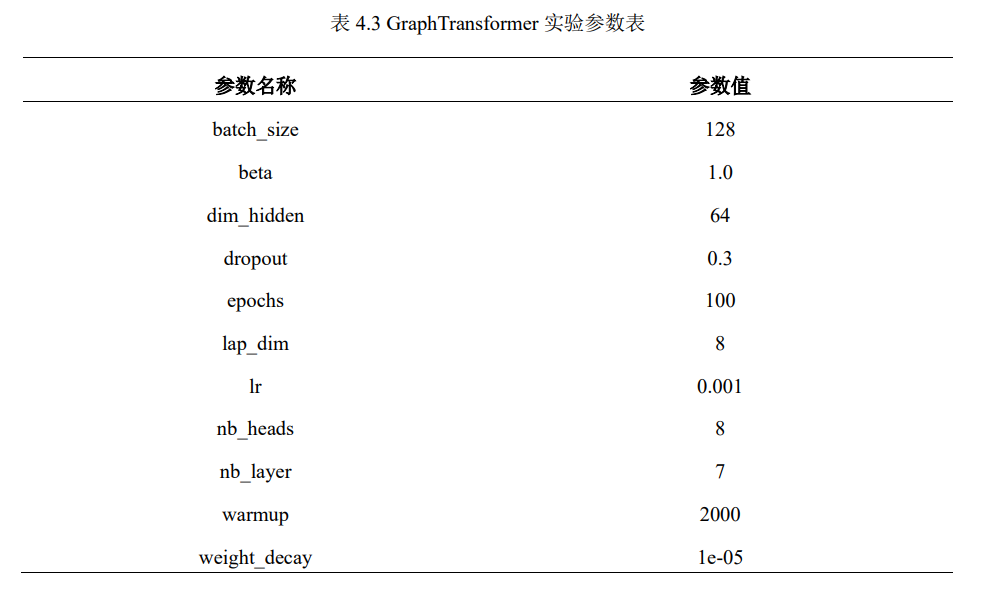 表 4.3 GraphTransformer 实验参数表
参数名称 参数值
batch_size 128
beta 1.0
dim_hidden 64
dropout 0.3
epochs 100
lap_dim 8
lr 0.001
nb_heads 8
nb_layer 7
warmup 2000
weight_decay 1e-05